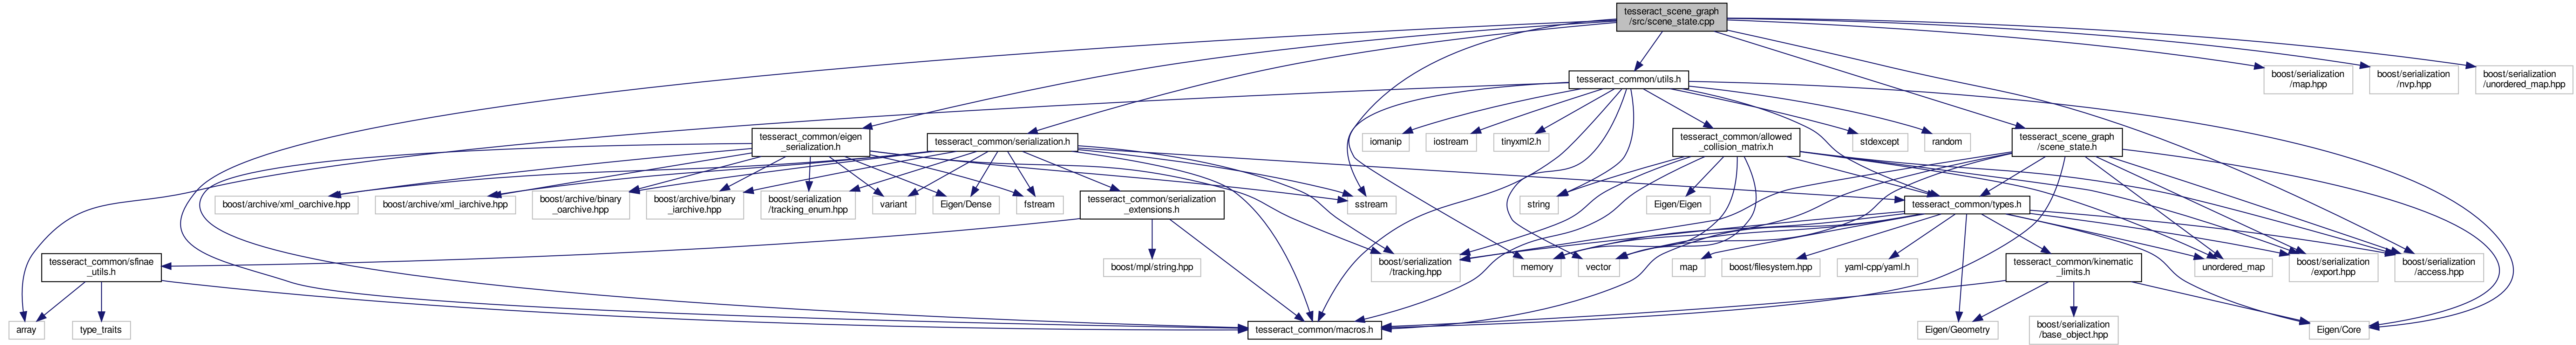 tesseract_scene_graph
/src/scene_state.cpp
tesseract_common/utils.h
boost/serialization
/map.hpp
boost/serialization
/nvp.hpp
boost/serialization
/unordered_map.hpp
tesseract_common/eigen
_serialization.h
tesseract_common/serialization.h
iomanip
iostream
tinyxml2.h
tesseract_common/allowed
_collision_matrix.h
stdexcept
random
tesseract_scene_graph
/scene_state.h
boost/archive/xml_oarchive.hpp
boost/archive/xml_iarchive.hpp
boost/archive/binary
_oarchive.hpp
boost/archive/binary
_iarchive.hpp
boost/serialization
/tracking_enum.hpp
variant
Eigen/Dense
fstream
tesseract_common/serialization
_extensions.h
sstream
string
Eigen/Eigen
tesseract_common/types.h
tesseract_common/sfinae
_utils.h
boost/mpl/string.hpp
boost/serialization
/tracking.hpp
memory
vector
map
boost/filesystem.hpp
yaml-cpp/yaml.h
tesseract_common/kinematic
_limits.h
unordered_map
boost/serialization
/export.hpp
boost/serialization
/access.hpp
array
type_traits
tesseract_common/macros.h
Eigen/Geometry
boost/serialization
/base_object.hpp
Eigen/Core